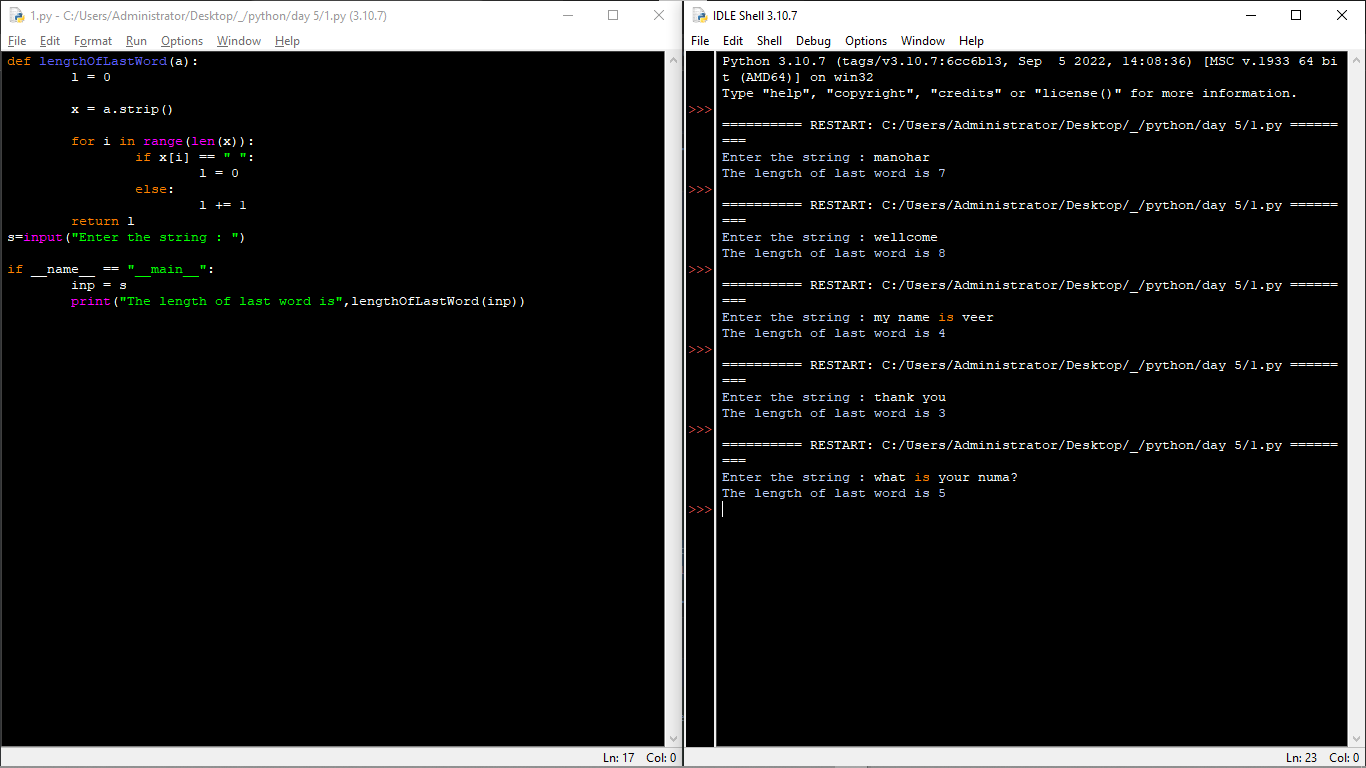 1.py - C:/Users/Administrator/Desktop/_/python/day 5/1.py (3.10.7)
File Edit Format Run Options Window Help
def lengthOfLastWord(a):
        l = 0

        x = a.strip()

        for i in range(len(x)):
                if x[i] == " ":
                        l = 0
                else:
                        l += 1
        return l
s=input("Enter the string : ")

if __name__ == "__main__":
        inp = s
        print("The length of last word is",lengthOfLastWord(inp))
Ln: 17 Col: 0
IDLE Shell 3.10.7
File Edit Shell Debug Options Window Help
Python 3.10.7 (tags/v3.10.7:6cc6b13, Sep  5 2022, 14:08:36) [MSC v.1933 64 bi
t (AMD64)] on win32
Type "help", "copyright", "credits" or "license()" for more information.
>>>
========== RESTART: C:/Users/Administrator/Desktop/_/python/day 5/1.py ======
===
Enter the string : manohar
The length of last word is 7
>>>
========== RESTART: C:/Users/Administrator/Desktop/_/python/day 5/1.py ======
===
Enter the string : wellcome
The length of last word is 8
>>>
========== RESTART: C:/Users/Administrator/Desktop/_/python/day 5/1.py ======
===
Enter the string : my name is veer
The length of last word is 4
>>>
========== RESTART: C:/Users/Administrator/Desktop/_/python/day 5/1.py ======
===
Enter the string : thank you
The length of last word is 3
>>>
========== RESTART: C:/Users/Administrator/Desktop/_/python/day 5/1.py ======
===
Enter the string : what is your numa?
The length of last word is 5
>>>
Ln: 23 Col: 0